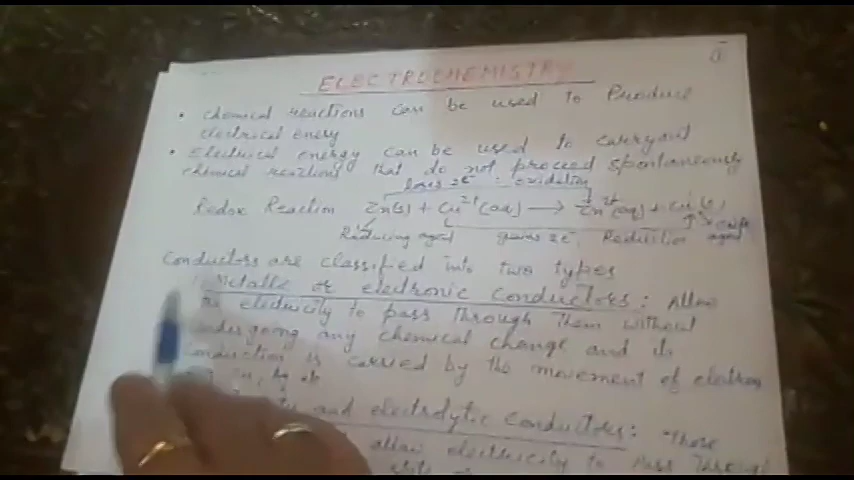 ELECTROCHEMISTRY
• Chemical reactions can be used to Produce
electrical energy
• Electrical energy can be used to carryout
chemical reactions that do not proceed spontaneously
loses 2e⁻ : oxidation
Redox Reaction Zn(s) + Cu²⁺(aq) → Zn²⁺(aq) + Cu(s)
Reducing agent gains 2e⁻ Reduction agent
Conductors are classified into two types
Metallic or electronic conductors : Allow
electricity to pass through them without
undergoing any chemical change and its
conduction is carried by the movement of electron
and electrolytic conductors : These
allow electricity to pass through